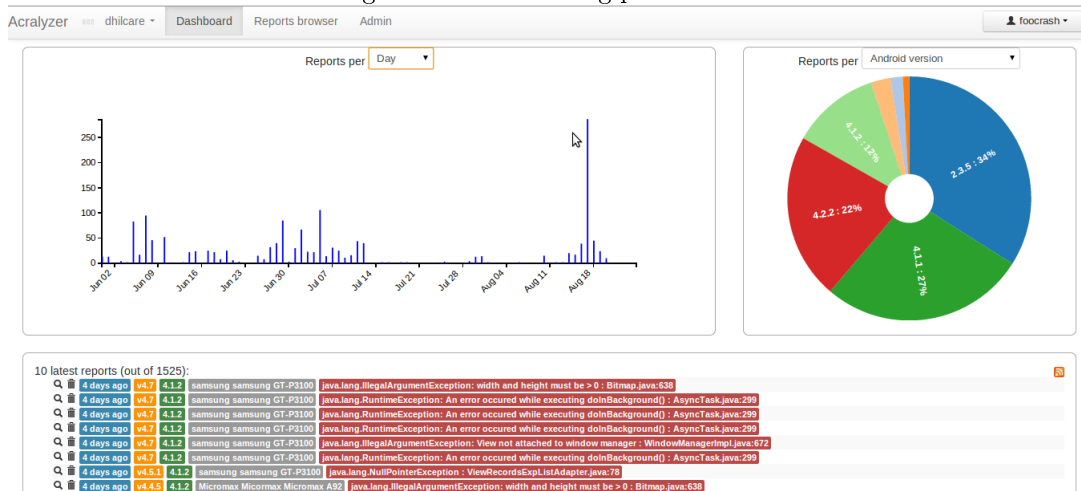 Acralyzer dhilcare Dashboard Reports browser Admin foocrash
Reports per Day
250
200
150
100
50
0
Jun 02 Jun 09 Jun 16 Jun 23 Jun 30 Jul 07 Jul 14 Jul 21 Jul 28 Aug 04 Aug 11 Aug 18
Reports per Android version
4.1.2 : 12%
2.3.5 : 34%
4.2.2 : 22%
4.1.1 : 27%
10 latest reports (out of 1525):
4 days ago v4.7 4.1.2 samsung samsung GT-P3100 java.lang.IllegalArgumentException: width and height must be > 0 : Bitmap.java:638
4 days ago v4.7 4.1.2 samsung samsung GT-P3100 java.lang.RuntimeException: An error occured while executing doInBackground() : AsyncTask.java:299
4 days ago v4.7 4.1.2 samsung samsung GT-P3100 java.lang.RuntimeException: An error occured while executing doInBackground() : AsyncTask.java:299
4 days ago v4.7 4.1.2 samsung samsung GT-P3100 java.lang.RuntimeException: An error occured while executing doInBackground() : AsyncTask.java:299
4 days ago v4.7 4.1.2 samsung samsung GT-P3100 java.lang.IllegalArgumentException: View not attached to window manager : WindowManagerImpl.java:672
4 days ago v4.7 4.1.2 samsung samsung GT-P3100 java.lang.RuntimeException: An error occured while executing doInBackground() : AsyncTask.java:299
4 days ago v4.5.1 4.1.2 samsung samsung GT-P3100 java.lang.NullPointerException : ViewRecordsExpListAdapter.java:78
4 days ago v4.4.5 4.1.2 Micromax Micormax Micromax A92 java.lang.IllegalArgumentException: width and height must be > 0 : Bitmap.java:638